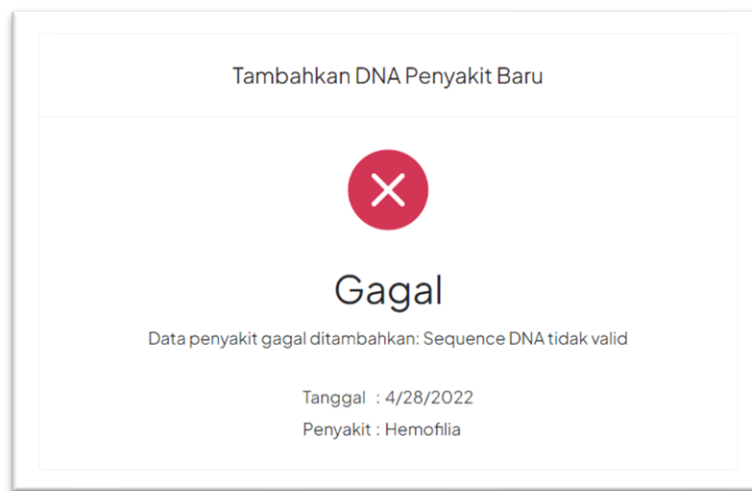 Tambahkan DNA Penyakit Baru
Gagal
Data penyakit gagal ditambahkan: Sequence DNA tidak valid
Tanggal : 4/28/2022
Penyakit : Hemofilia